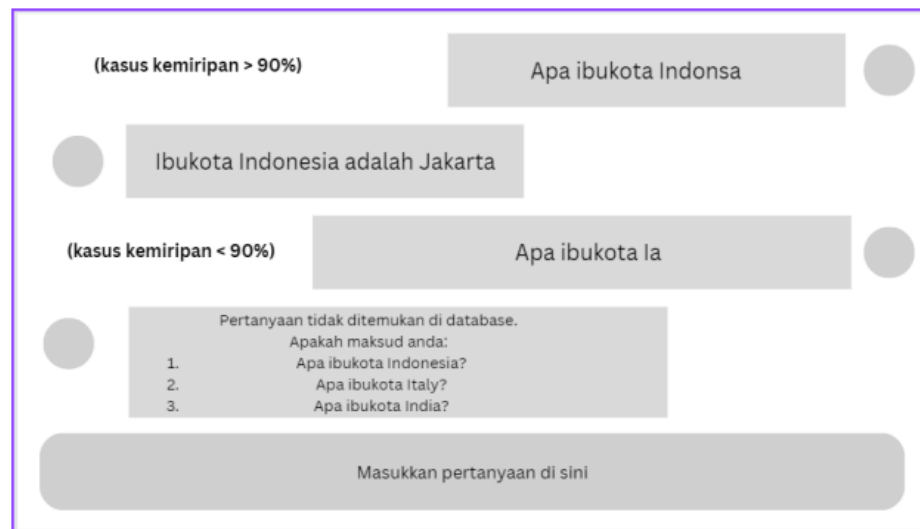 (kasus kemiripan > 90%)
Apa ibukota Indonsa
Ibukota Indonesia adalah Jakarta
(kasus kemiripan < 90%)
Apa ibukota Ia
Pertanyaan tidak ditemukan di database.
Apakah maksud anda:
1. Apa ibukota Indonesia?
2. Apa ibukota Italy?
3. Apa ibukota India?
Masukkan pertanyaan di sini